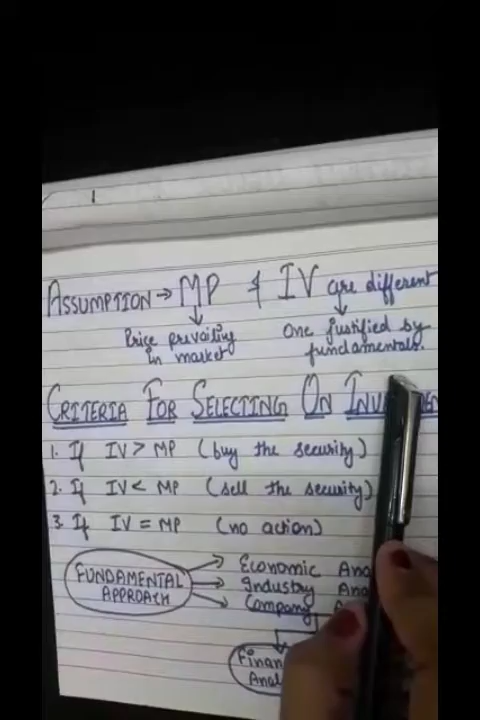 ASSUMPTION → MP & IV are different
Price prevailing in market
One justified by fundamentals.
CRITERIA FOR SELECTING ON
1. If IV > MP (buy the security)
2. If IV < MP (sell the security)
3. If IV = MP (no action)
FUNDAMENTAL APPROACH
Economic
Industry
Company